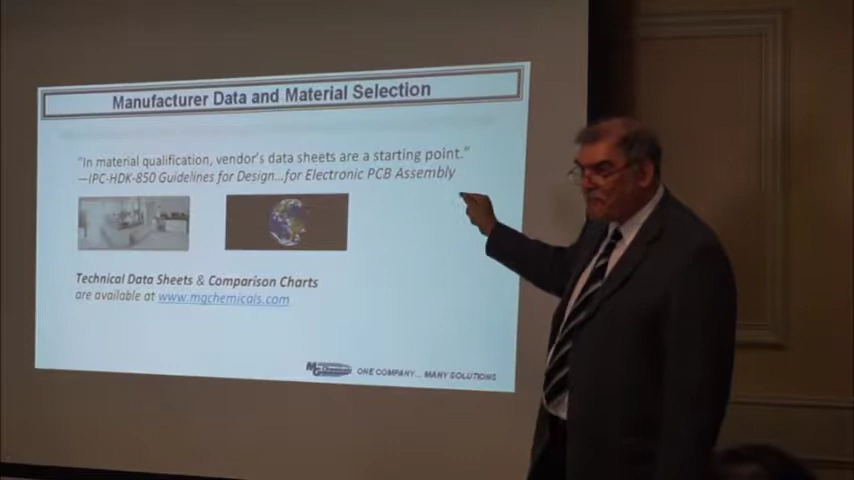 Manufacturer Data and Material Selection
“In material qualification, vendor’s data sheets are a starting point.”
—IPC-HDK-850 Guidelines for Design...for Electronic PCB Assembly
Technical Data Sheets & Comparison Charts
are available at www.mgchemicals.com
MG Chemicals ONE COMPANY... MANY SOLUTIONS